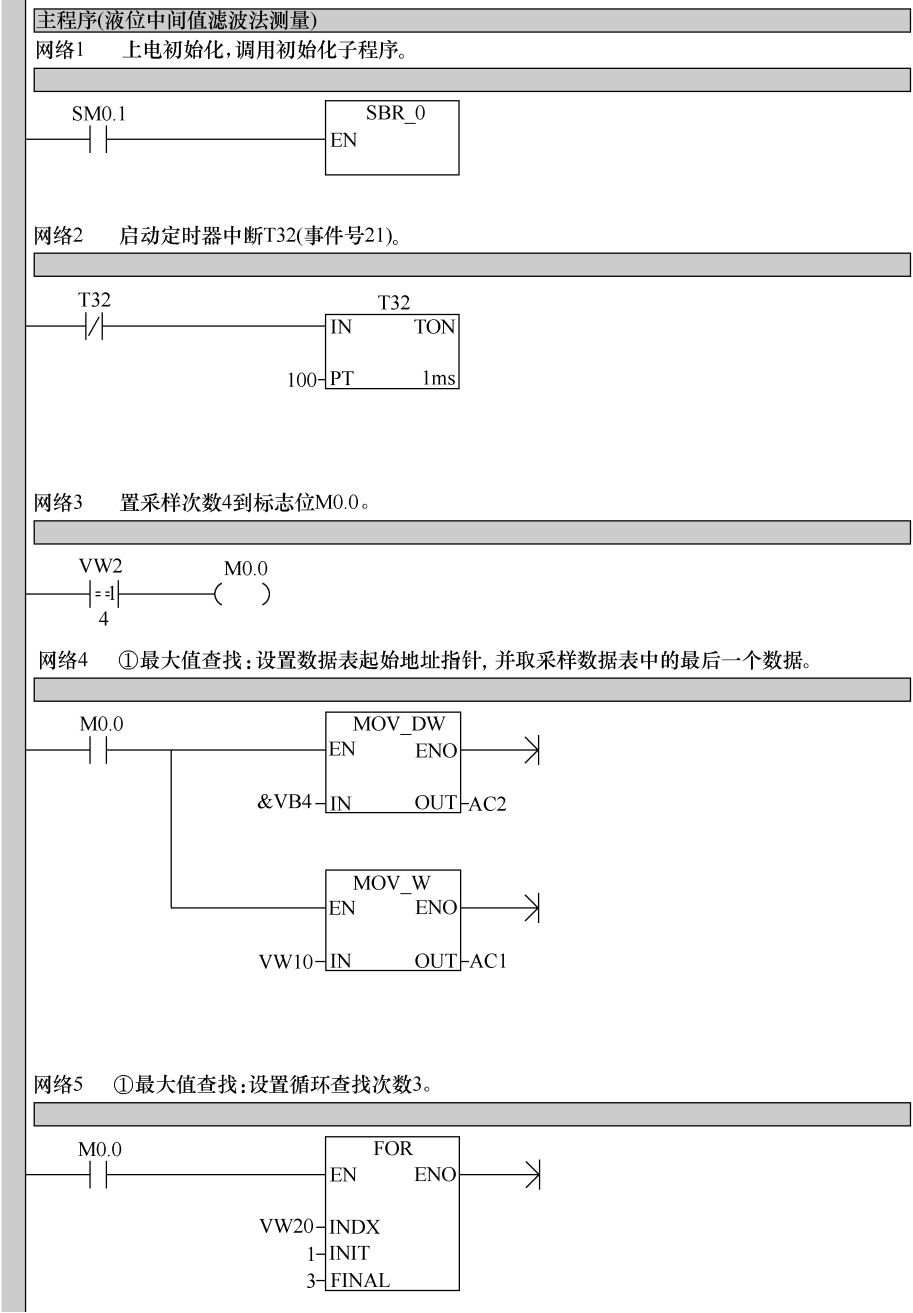 主程序(液位中间值滤波法测量)
网络1 上电初始化,调用初始化子程序。
SM0.1
SBR_0
EN
网络2 启动定时器中断T32(事件号21)。
T32
T32
IN TON
100 PT 1ms
网络3 置采样次数4到标志位M0.0。
VW2 M0.0
==I
4
网络4 ①最大值查找:设置数据表起始地址指针,并取采样数据表中的最后一个数据。
M0.0
MOV_DW
EN ENO
&VB4 IN OUT AC2
MOV_W
EN ENO
VW10 IN OUT AC1
网络5 ①最大值查找:设置循环查找次数3。
M0.0
FOR
EN ENO
VW20 INDX
1 INIT
3 FINAL